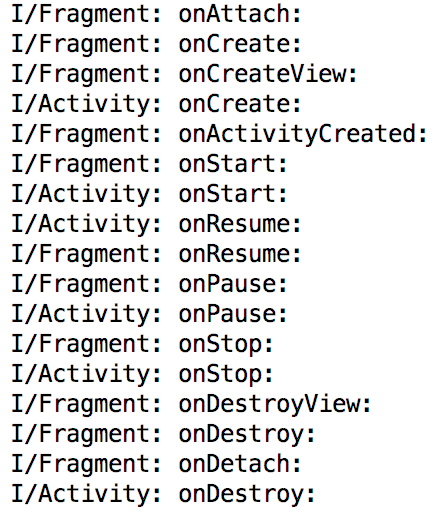 I/Fragment: onAttach:
I/Fragment: onCreate:
I/Fragment: onCreateView:
I/Activity: onCreate:
I/Fragment: onActivityCreated:
I/Fragment: onStart:
I/Activity: onStart:
I/Activity: onResume:
I/Fragment: onResume:
I/Fragment: onPause:
I/Activity: onPause:
I/Fragment: onStop:
I/Activity: onStop:
I/Fragment: onDestroyView:
I/Fragment: onDestroy:
I/Fragment: onDetach:
I/Activity: onDestroy: